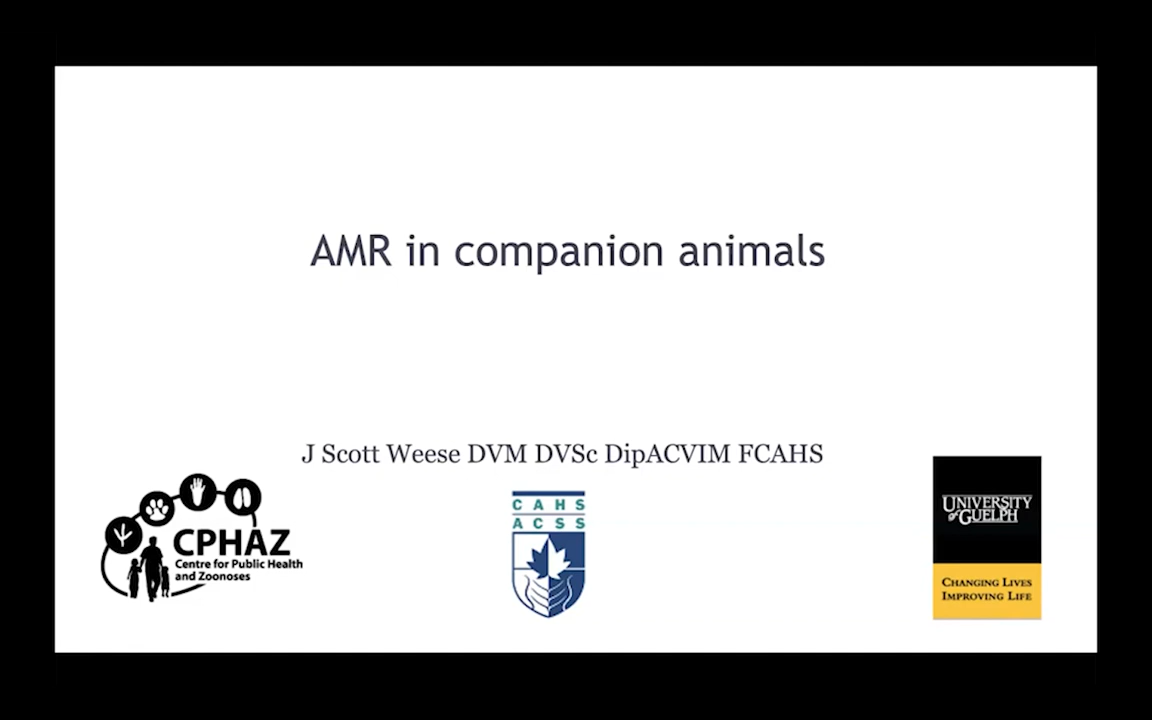 AMR in companion animals
J Scott Weese DVM DVSc DipACVIM FCAHS
CPHAZ
Centre for Public Health
and Zoonoses
CAHS
ACSS
UNIVERSITY
of GUELPH
CHANGING LIVES
IMPROVING LIFE